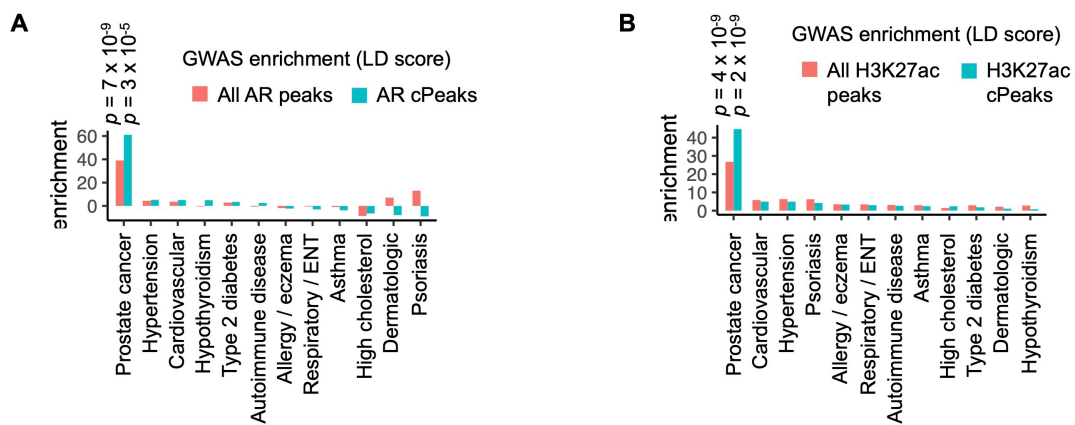 A
p = 7 x 10-9
p = 3 x 10-5
GWAS enrichment (LD score)
All AR peaks
AR cPeaks
enrichment
60
40
20
0
Prostate cancer
Hypertension
Cardiovascular
Hypothyroidism
Type 2 diabetes
Autoimmune disease
Allergy / eczema
Respiratory / ENT
Asthma
High cholesterol
Dermatologic
Psoriasis
B
p = 4 x 10-9
p = 2 x 10-9
GWAS enrichment (LD score)
All H3K27ac
peaks
H3K27ac
cPeaks
enrichment
40
30
20
10
0
Prostate cancer
Cardiovascular
Hypertension
Psoriasis
Allergy / eczema
Respiratory / ENT
Autoimmune disease
Asthma
High cholesterol
Type 2 diabetes
Dermatologic
Hypothyroidism